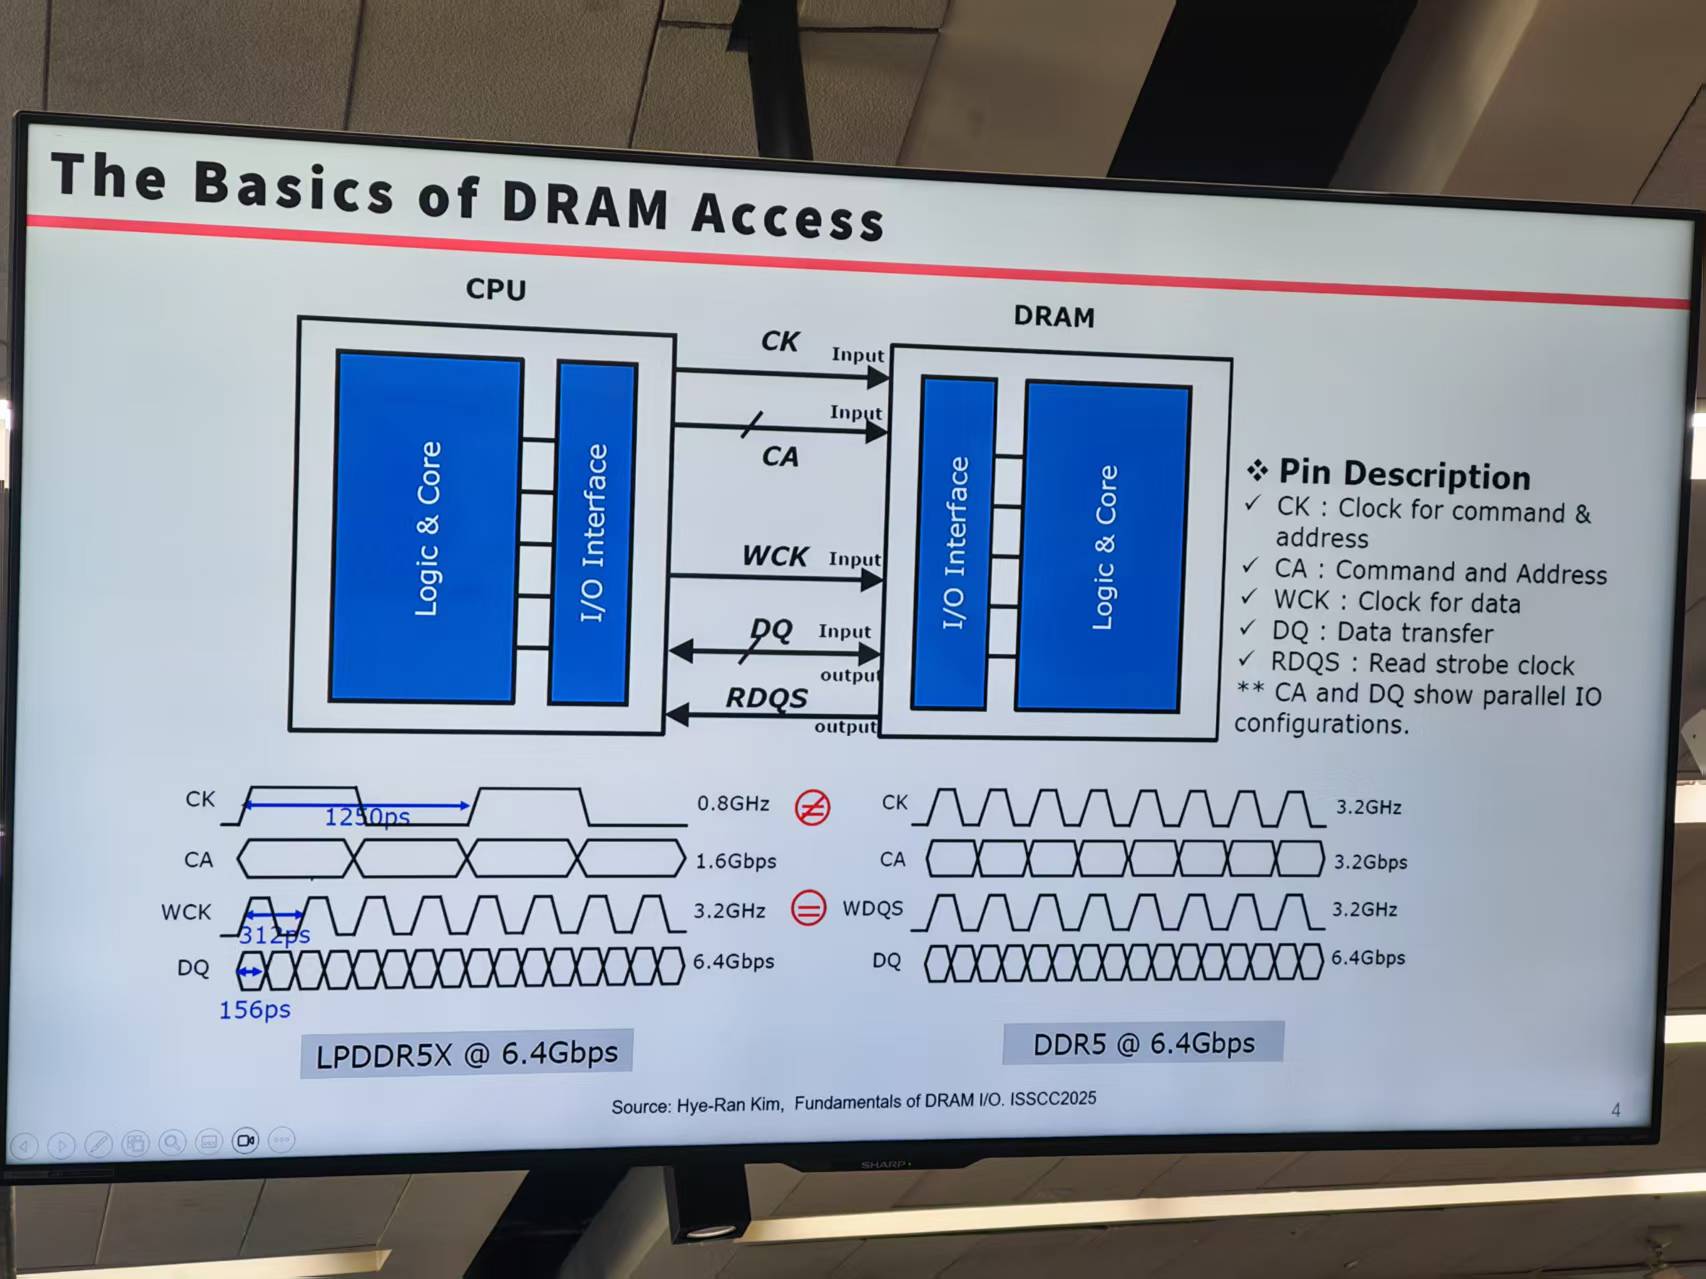 The Basics of DRAM Access
CPU
DRAM
CK
Input
Input
CA
WCK
Input
DQ
Input
output
RDQS
output
Logic & Core
I/O Interface
I/O Interface
Logic & Core
❖ Pin Description
✓ CK : Clock for command &
address
✓ CA : Command and Address
✓ WCK : Clock for data
✓ DQ : Data transfer
✓ RDQS : Read strobe clock
** CA and DQ show parallel IO
configurations.
CK
1250ps
0.8GHz
≠
CK
3.2GHz
CA
1.6Gbps
CA
3.2Gbps
WCK
312ps
3.2GHz
=
WDQS
3.2GHz
DQ
156ps
6.4Gbps
DQ
6.4Gbps
LPDDR5X @ 6.4Gbps
DDR5 @ 6.4Gbps
Source: Hye-Ran Kim, Fundamentals of DRAM I/O. ISSCC2025
4
SHARP